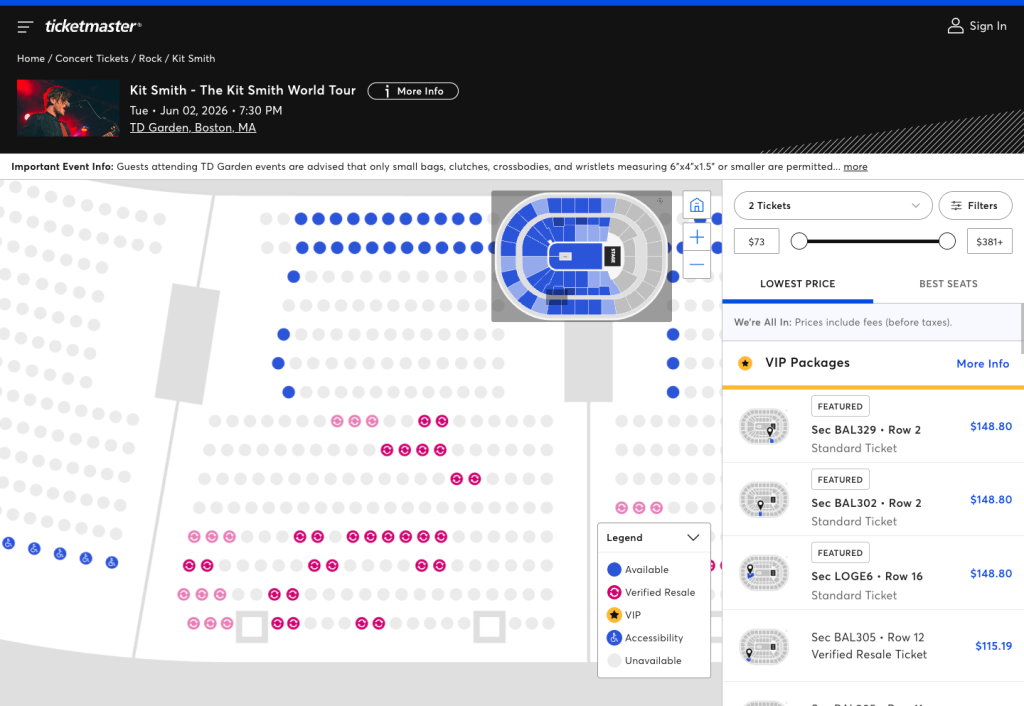 ticketmaster®
Sign In
Home / Concert Tickets / Rock / Kit Smith
Kit Smith - The Kit Smith World Tour
More Info
Tue • Jun 02, 2026 • 7:30 PM
TD Garden, Boston, MA
Important Event Info: Guests attending TD Garden events are advised that only small bags, clutches, crossbodies, and wristlets measuring 6”x4”x1.5” or smaller are permitted... more
STAGE
2 Tickets
Filters
$73
$381+
LOWEST PRICE
BEST SEATS
We're All In: Prices include fees (before taxes).
VIP Packages
More Info
FEATURED
Sec BAL329 • Row 2
$148.80
Standard Ticket
FEATURED
Sec BAL302 • Row 2
$148.80
Standard Ticket
FEATURED
Sec LOGE6 • Row 16
$148.80
Standard Ticket
Sec BAL305 • Row 12
$115.19
Verified Resale Ticket
Legend
Available
Verified Resale
VIP
Accessibility
Unavailable